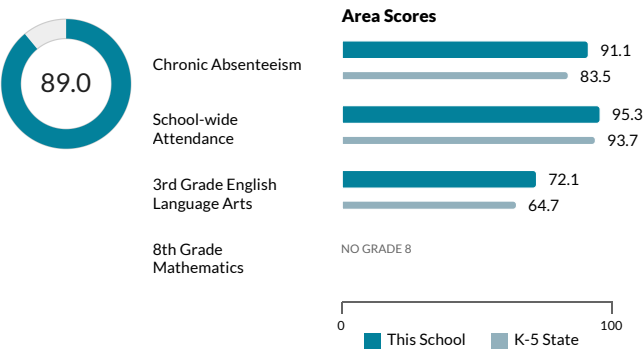 Area Scores
89.0
Chronic Absenteeism
91.1
83.5
School-wide
Attendance
95.3
93.7
3rd Grade English
Language Arts
72.1
64.7
8th Grade
Mathematics
NO GRADE 8
0
100
This School
K-5 State